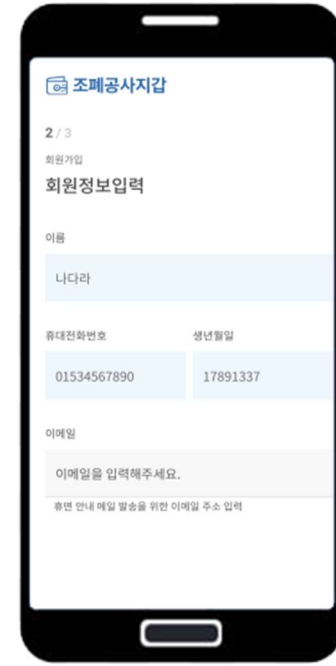 조폐공사지갑
2 / 3
회원가입
회원정보입력
이름
나다라
휴대전화번호 생년월일
01534567890 17891337
이메일
이메일을 입력해주세요.
휴면 안내 메일 발송을 위한 이메일 주소 입력